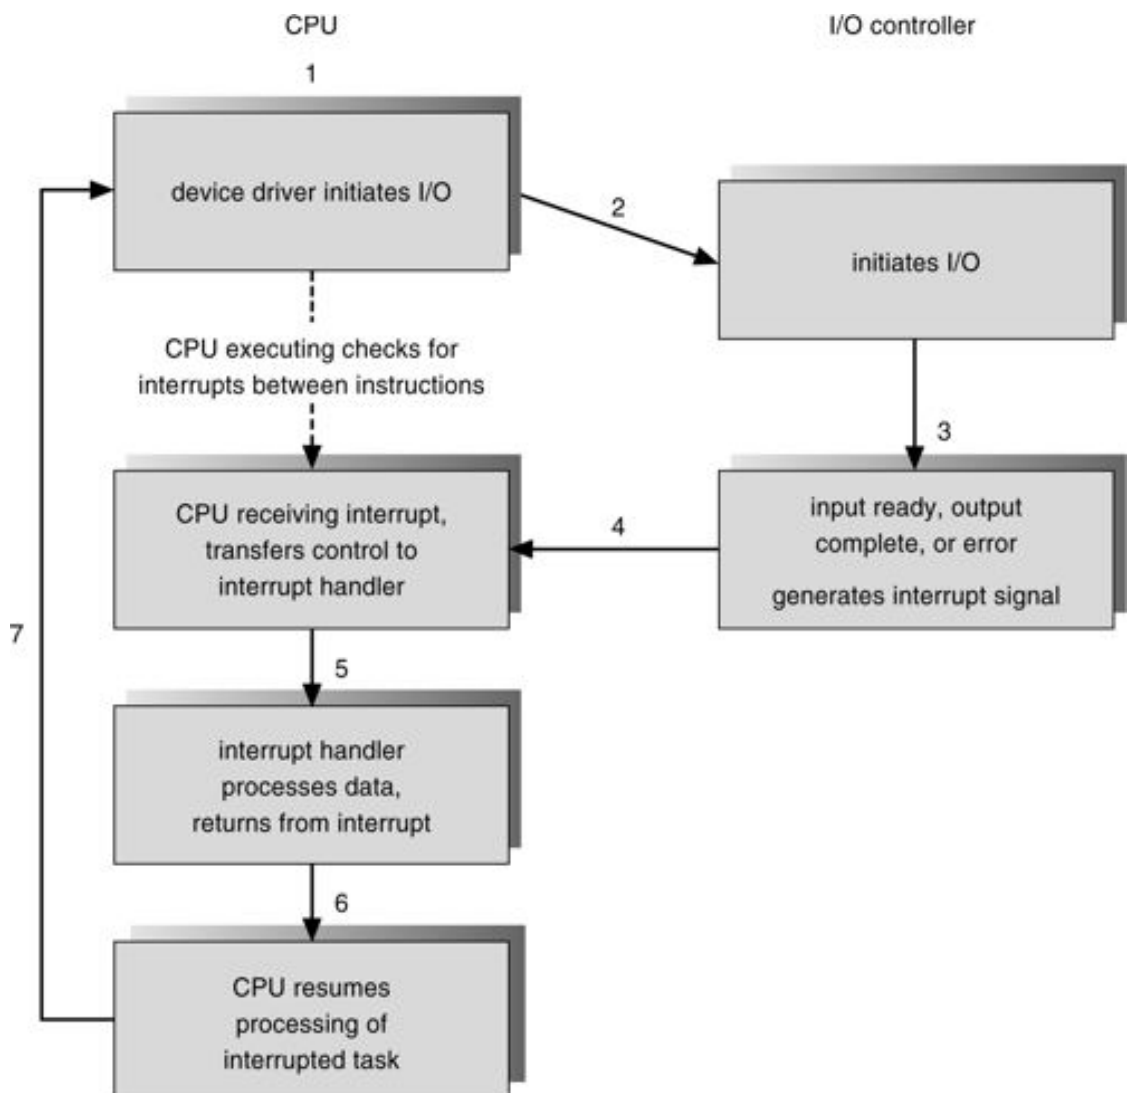 CPU
I/O controller
1
device driver initiates I/O
2
initiates I/O
CPU executing checks for
interrupts between instructions
3
CPU receiving interrupt,
transfers control to
interrupt handler
4
input ready, output
complete, or error
generates interrupt signal
7
5
interrupt handler
processes data,
returns from interrupt
6
CPU resumes
processing of
interrupted task